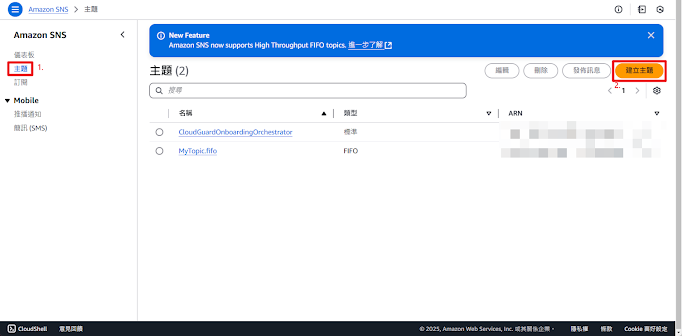 Amazon SNS > 主題
Amazon SNS
儀表板
主題 1.
訂閱
Mobile
推播通知
簡訊 (SMS)
New Feature
Amazon SNS now supports High Throughput FIFO topics. 進一步了解
主題 (2)
編輯 刪除 發佈訊息 建立主題
搜尋
2. 1
名稱 類型 ARN
CloudGuardOnboardingOrchestrator 標準
MyTopic.fifo FIFO
CloudShell 意見回饋 © 2025, Amazon Web Services, Inc. 或其關係企業。 隱私權 條款 Cookie 偏好設定